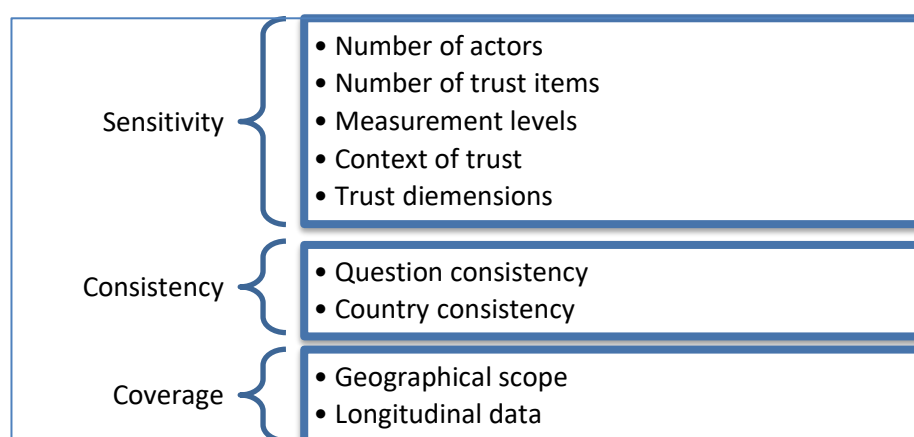 Sensitivity
• Number of actors
• Number of trust items
• Measurement levels
• Context of trust
• Trust diemensions
Consistency
• Question consistency
• Country consistency
Coverage
• Geographical scope
• Longitudinal data